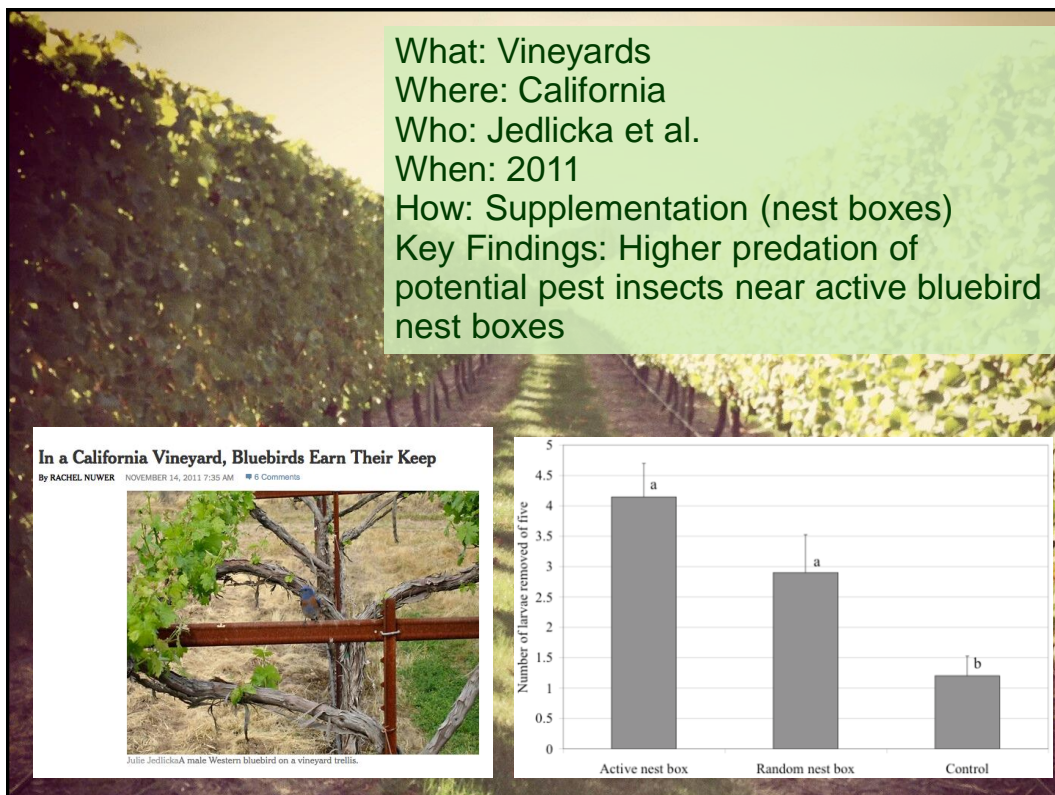 What: Vineyards
Where: California
Who: Jedlicka et al.
When: 2011
How: Supplementation (nest boxes)
Key Findings: Higher predation of
potential pest insects near active bluebird
nest boxes
In a California Vineyard, Bluebirds Earn Their Keep
By RACHEL NUWER NOVEMBER 14, 2011 7:35 AM 6 Comments
Julie JedlickaA male Western bluebird on a vineyard trellis.
Number of larvae removed of five
5
4.5
4
3.5
3
2.5
2
1.5
1
0.5
0
a
a
b
Active nest box Random nest box Control